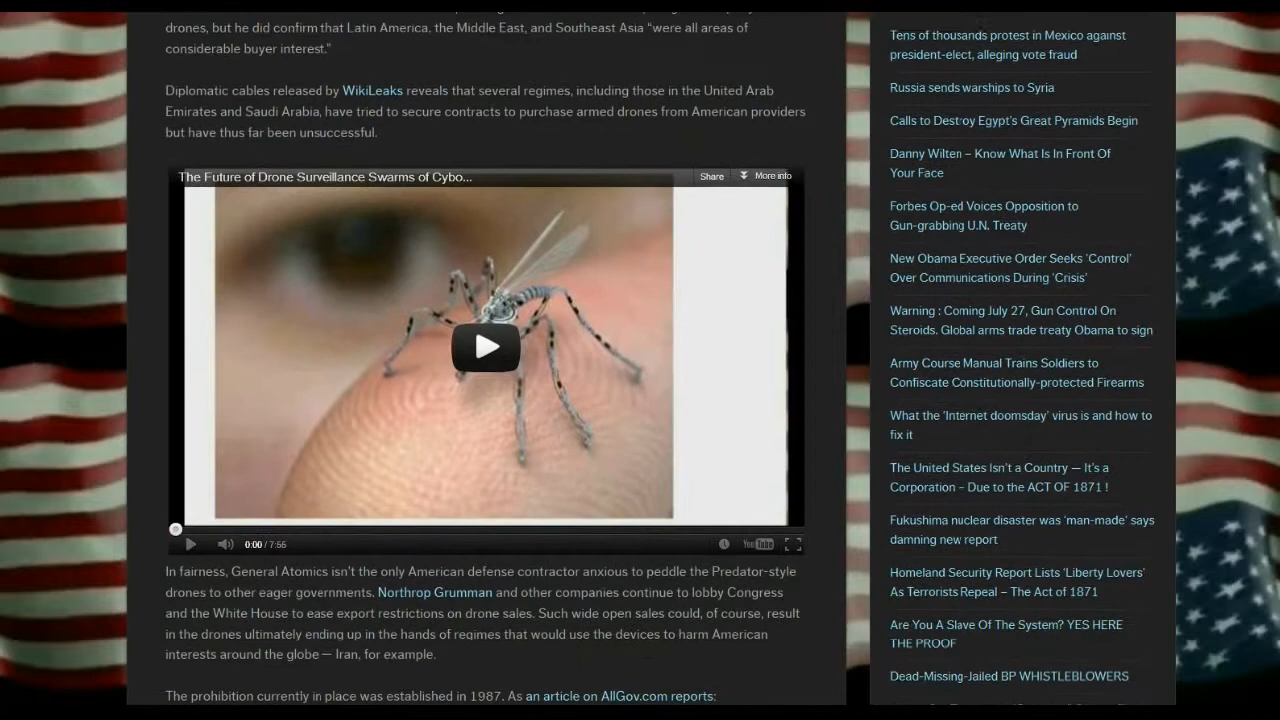 drones, but he did confirm that Latin America, the Middle East, and Southeast Asia “were all areas of
considerable buyer interest.”
Diplomatic cables released by WikiLeaks reveals that several regimes, including those in the United Arab
Emirates and Saudi Arabia, have tried to secure contracts to purchase armed drones from American providers
but have thus far been unsuccessful.
The Future of Drone Surveillance Swarms of Cybo...
Share
More info
0:00 / 7:55
YouTube
In fairness, General Atomics isn’t the only American defense contractor anxious to peddle the Predator-style
drones to other eager governments. Northrop Grumman and other companies continue to lobby Congress
and the White House to ease export restrictions on drone sales. Such wide open sales could, of course, result
in the drones ultimately ending up in the hands of regimes that would use the devices to harm American
interests around the globe — Iran, for example.
The prohibition currently in place was established in 1987. As an article on AllGov.com reports:
Tens of thousands protest in Mexico against
president-elect, alleging vote fraud
Russia sends warships to Syria
Calls to Destroy Egypt’s Great Pyramids Begin
Danny Wilten – Know What Is In Front Of
Your Face
Forbes Op-ed Voices Opposition to
Gun-grabbing U.N. Treaty
New Obama Executive Order Seeks ‘Control’
Over Communications During ‘Crisis’
Warning : Coming July 27, Gun Control On
Steroids. Global arms trade treaty Obama to sign
Army Course Manual Trains Soldiers to
Confiscate Constitutionally-protected Firearms
What the ‘Internet doomsday’ virus is and how to
fix it
The United States Isn’t a Country — It’s a
Corporation – Due to the ACT OF 1871 !
Fukushima nuclear disaster was ‘man-made’ says
damning new report
Homeland Security Report Lists ‘Liberty Lovers’
As Terrorists Repeal – The Act of 1871
Are You A Slave Of The System? YES HERE
THE PROOF
Dead-Missing-Jailed BP WHISTLEBLOWERS